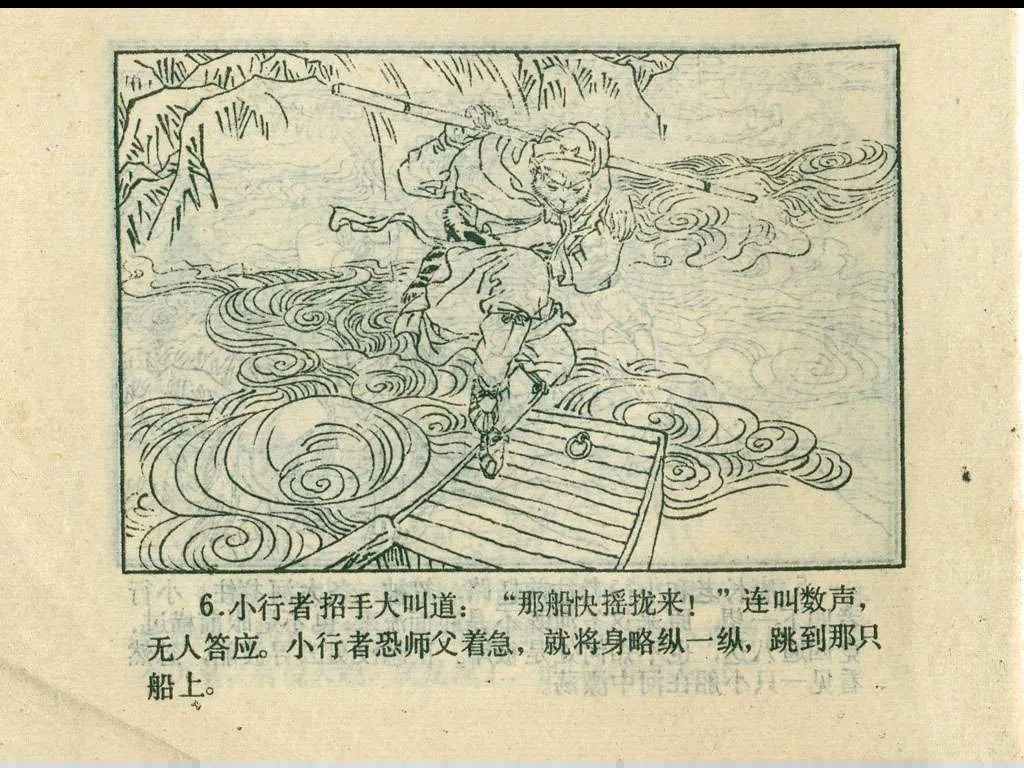 6.小行者招手大叫道：“那船快摇拢来！”连叫数声，
无人答应。小行者恐师父着急，就将身略纵一纵，跳到那只
船上。